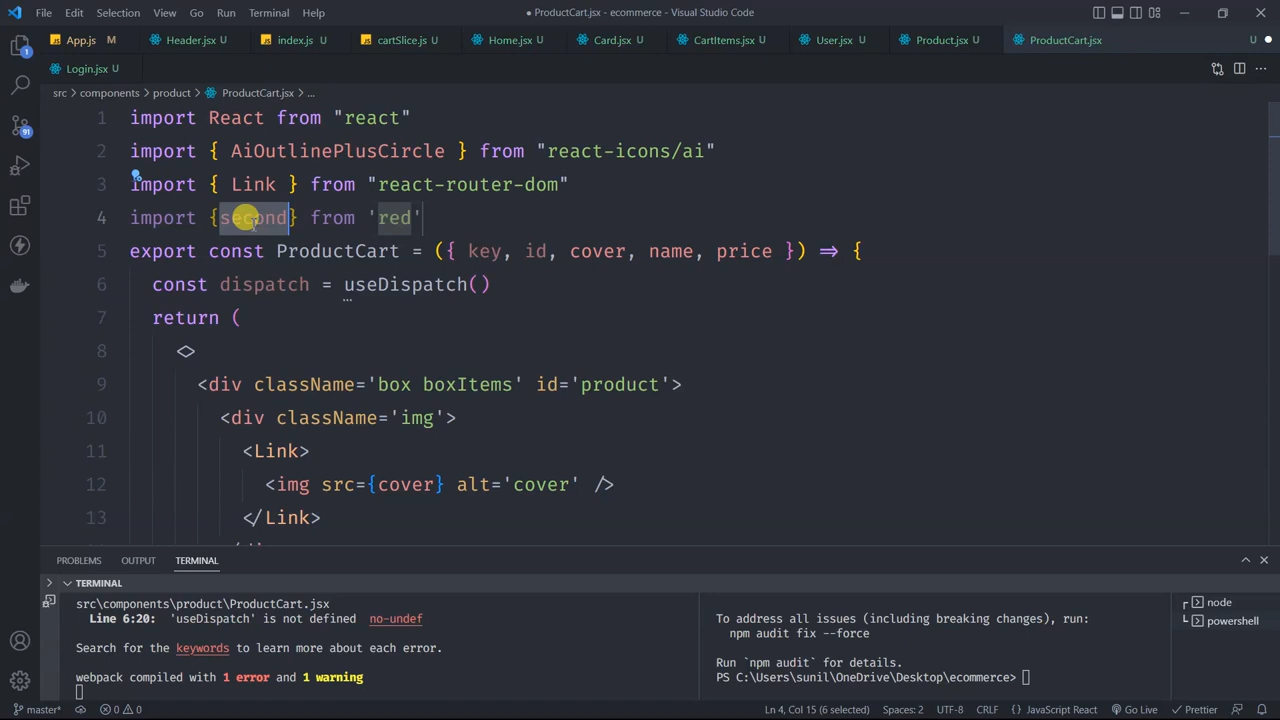 File Edit Selection View Go Run Terminal Help
● ProductCart.jsx - ecommerce - Visual Studio Code
App.js M Header.jsx U index.js U cartSlice.js U Home.jsx U Card.jsx U CartItems.jsx U User.jsx U Product.jsx U ProductCart.jsx U ●
Login.jsx U
src > components > product > ProductCart.jsx > ...
1 import React from "react"
2 import { AiOutlinePlusCircle } from "react-icons/ai"
3 import { Link } from "react-router-dom"
4 import {second} from 'red'
5 export const ProductCart = ({ key, id, cover, name, price }) => {
6 const dispatch = useDispatch()
7 return (
8 <>
9 <div className='box boxItems' id='product'>
10 <div className='img'>
11 <Link>
12 <img src={cover} alt='cover' />
13 </Link>
PROBLEMS OUTPUT TERMINAL
TERMINAL
src\components\product\ProductCart.jsx
Line 6:20: 'useDispatch' is not defined no-undef
Search for the keywords to learn more about each error.
webpack compiled with 1 error and 1 warning
To address all issues (including breaking changes), run:
npm audit fix --force
Run `npm audit` for details.
PS C:\Users\sunil\OneDrive\Desktop\ecommerce>
node
powershell
1
91
master* 0 0 Ln 4, Col 15 (6 selected) Spaces: 2 UTF-8 CRLF {} JavaScript React Go Live Prettier